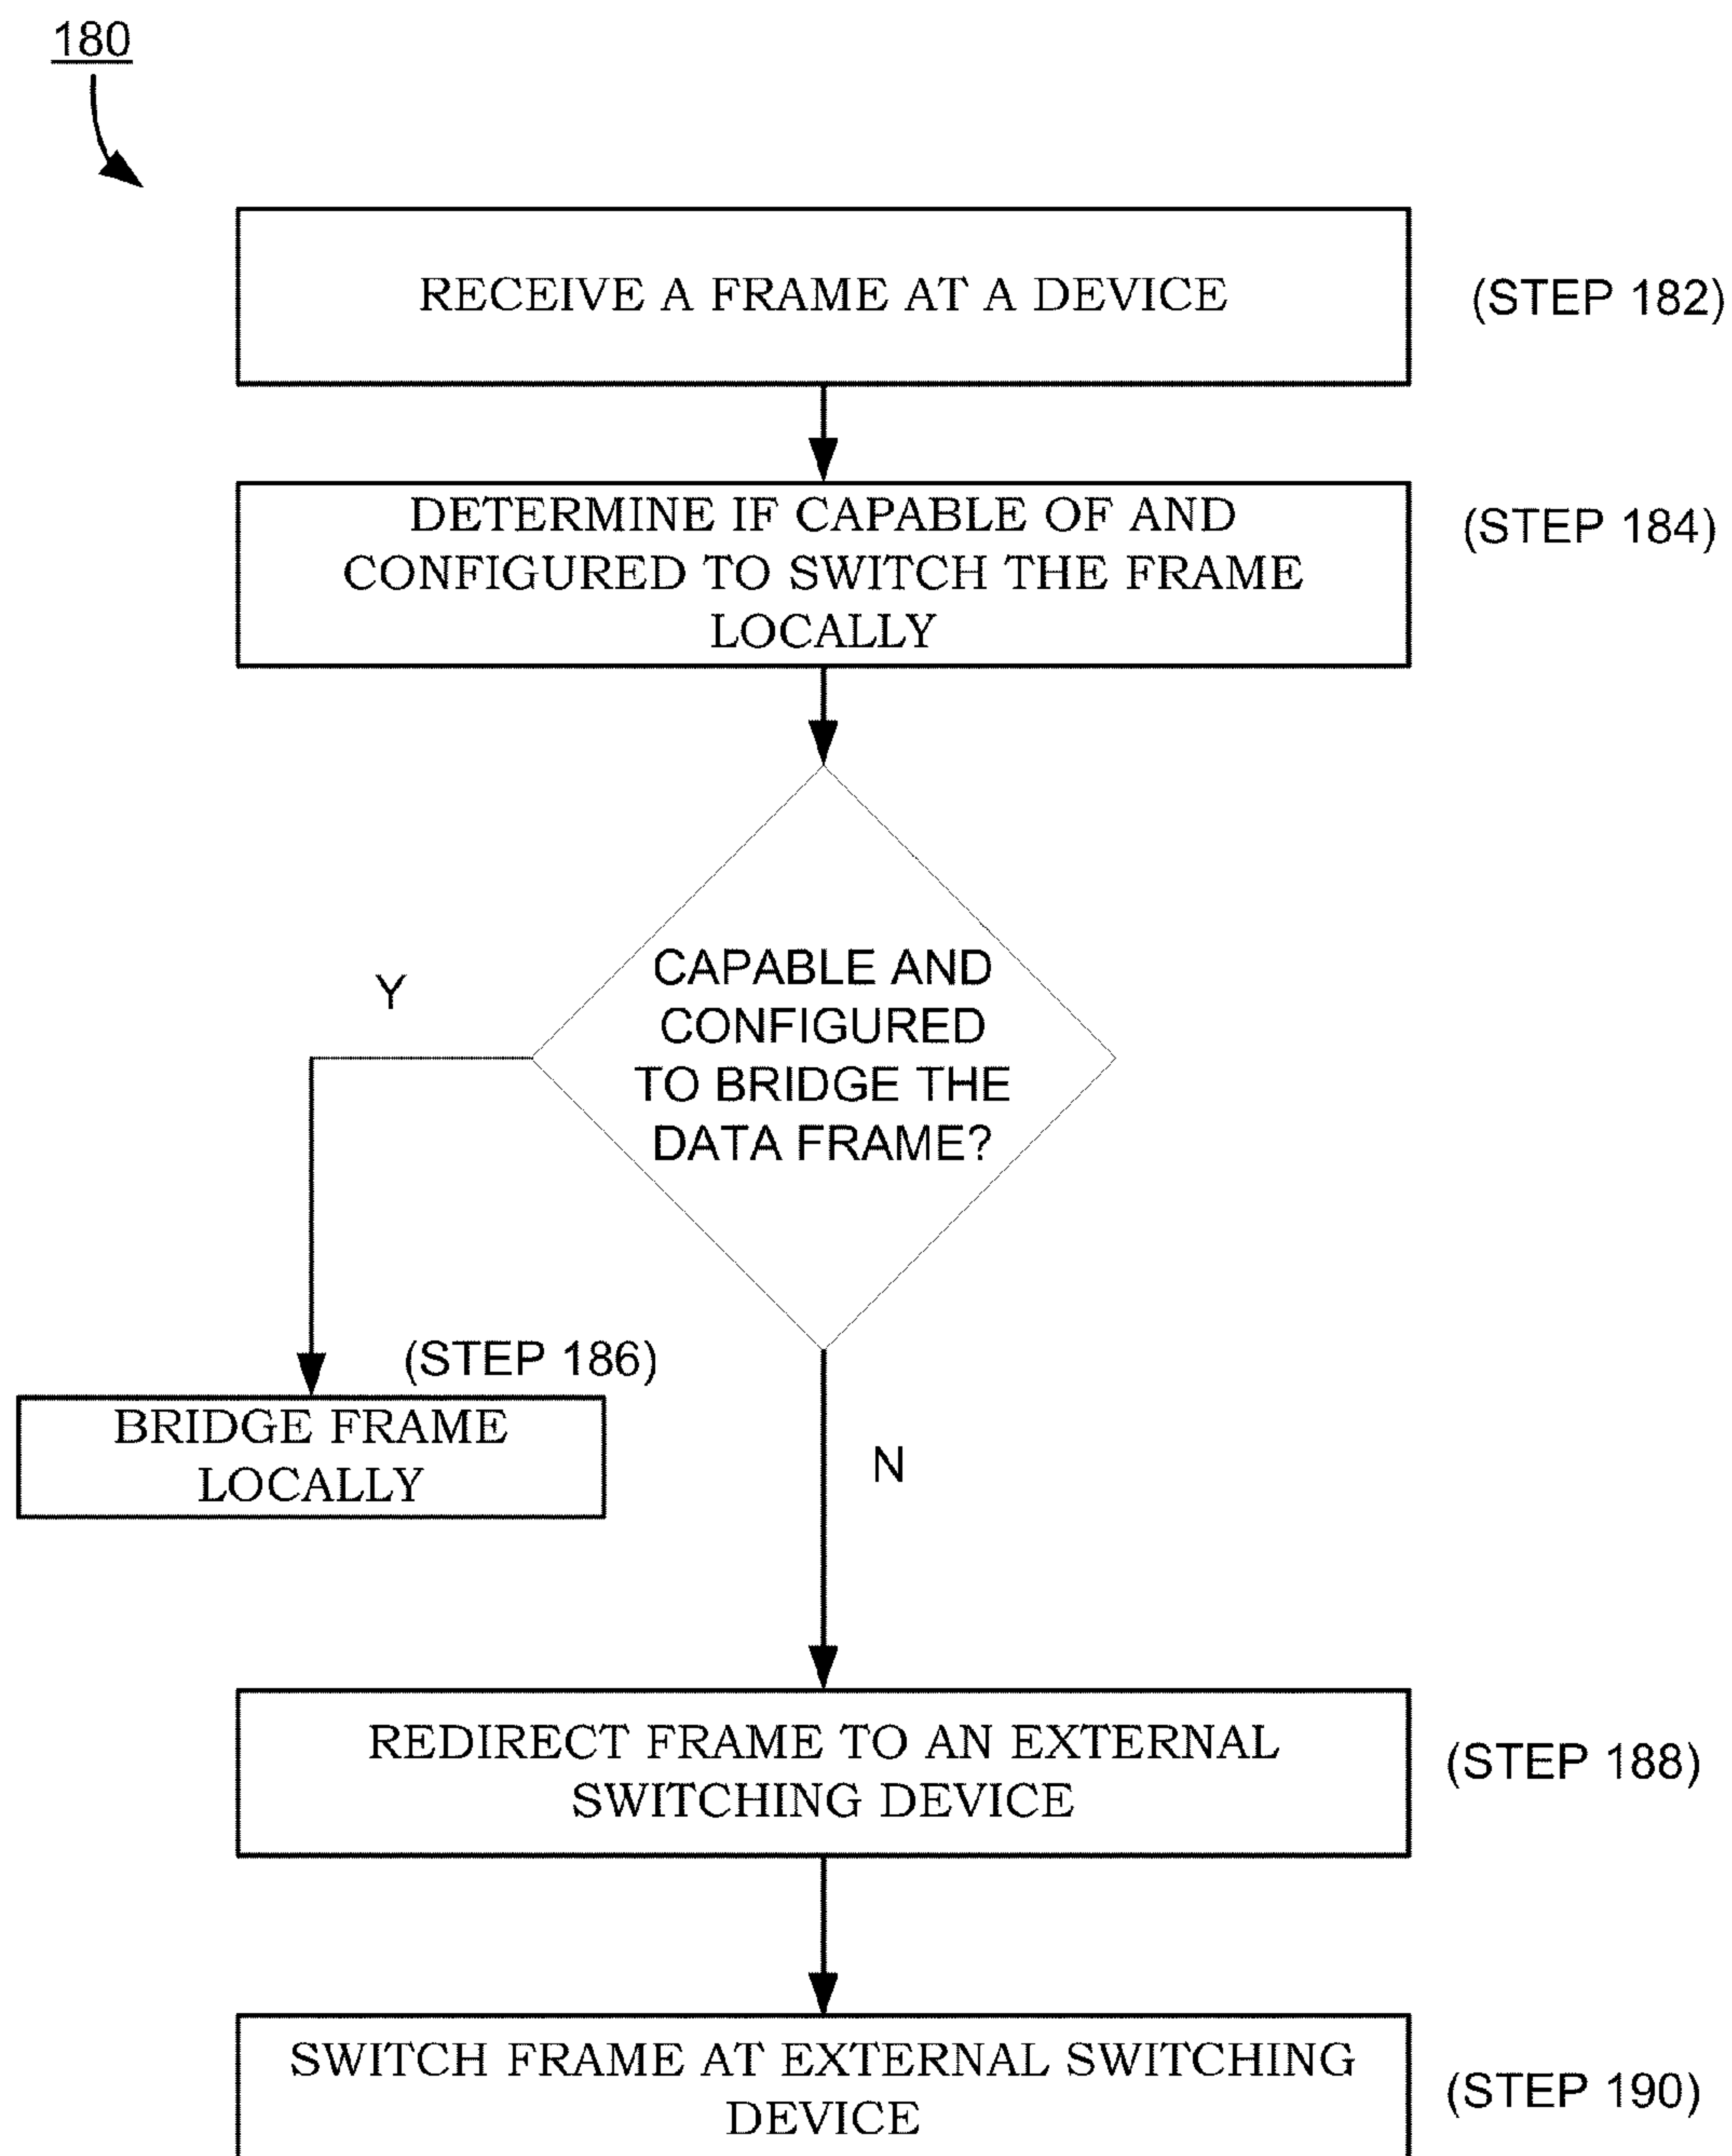 180
RECEIVE A FRAME AT A DEVICE
(STEP 182)
DETERMINE IF CAPABLE OF AND
CONFIGURED TO SWITCH THE FRAME
LOCALLY
(STEP 184)
CAPABLE AND
CONFIGURED
TO BRIDGE THE
DATA FRAME?
Y
(STEP 186)
BRIDGE FRAME
LOCALLY
N
REDIRECT FRAME TO AN EXTERNAL
SWITCHING DEVICE
(STEP 188)
SWITCH FRAME AT EXTERNAL SWITCHING
DEVICE
(STEP 190)